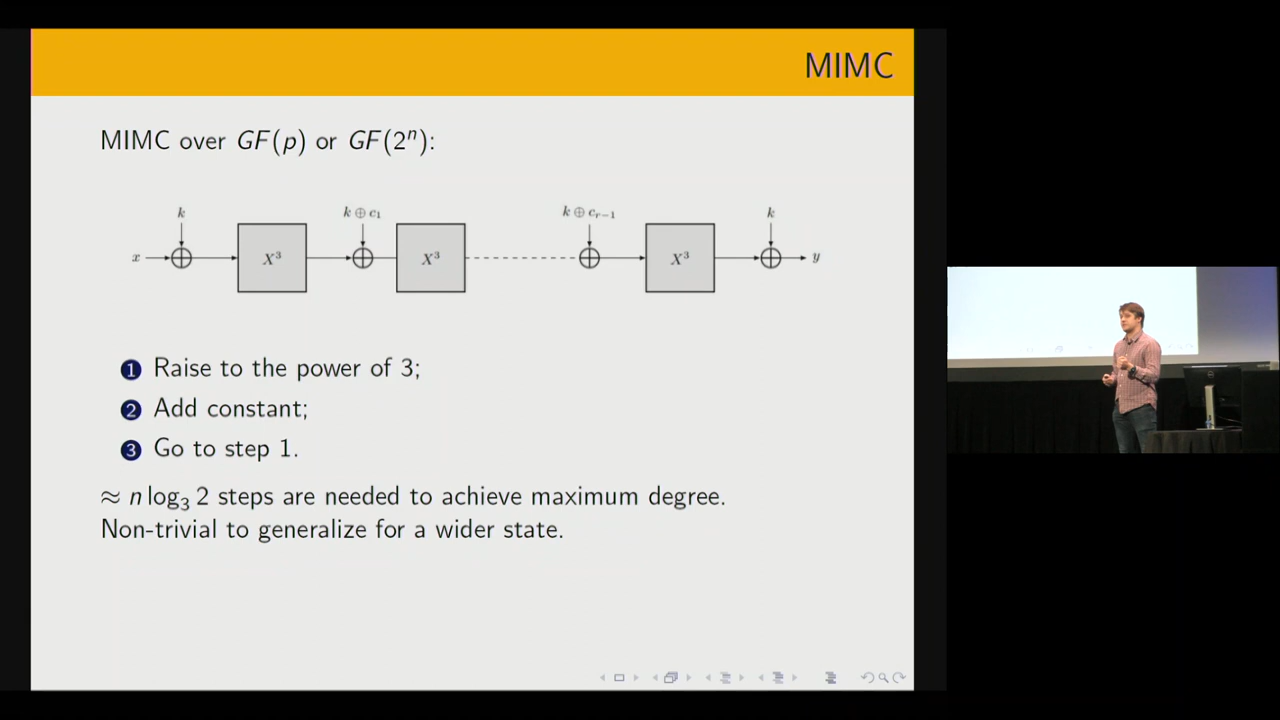 MIMC
MIMC over GF(p) or GF(2ⁿ):
k k ⊕ c₁ k ⊕ cᵣ₋₁ k
x X³ X³ X³ y
1 Raise to the power of 3;
2 Add constant;
3 Go to step 1.
≈ n log₃ 2 steps are needed to achieve maximum degree.
Non-trivial to generalize for a wider state.